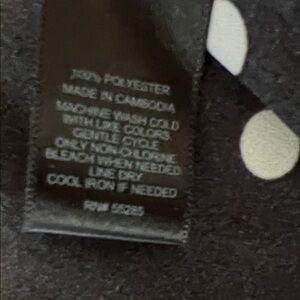 100% POLYESTER
MADE IN CAMBODIA
MACHINE WASH COLD
WITH LIKE COLORS
GENTLE CYCLE
ONLY NON-CHLORINE
BLEACH WHEN NEEDED
LINE DRY
COOL IRON IF NEEDED
RN# 55285